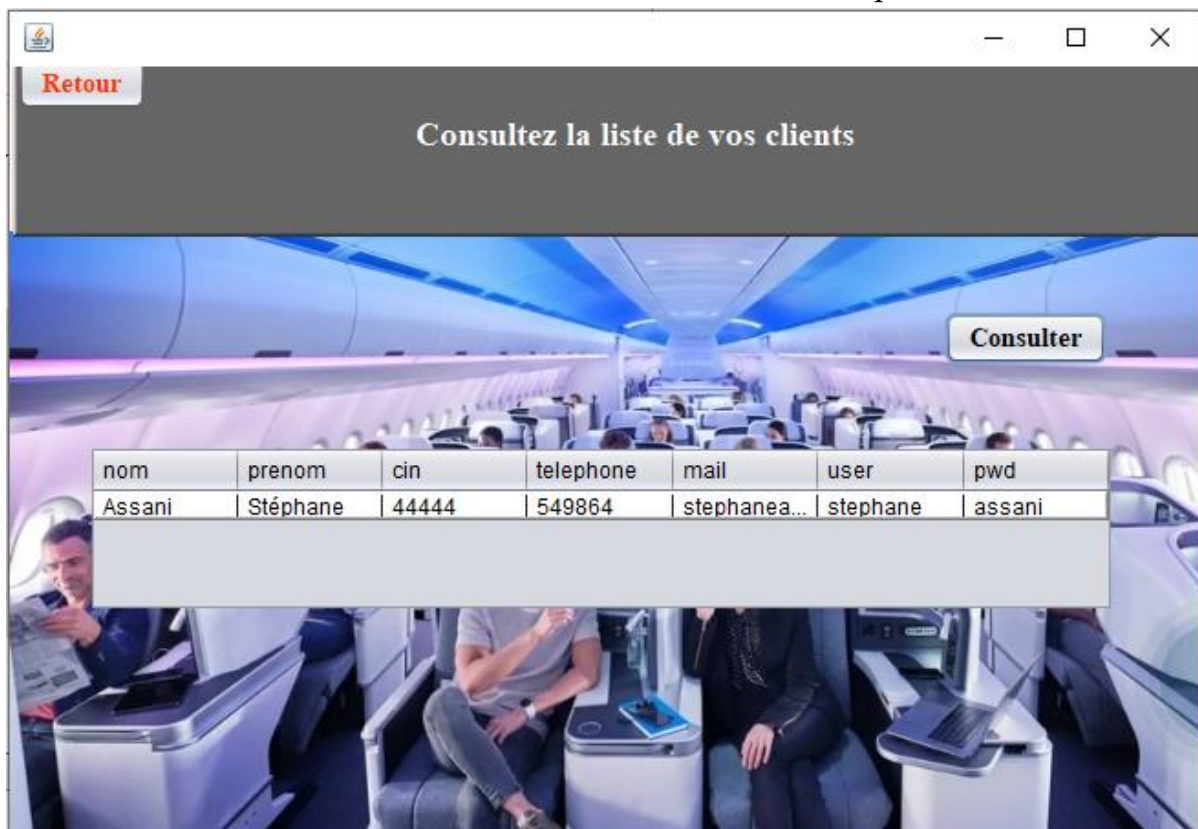 Retour
Consultez la liste de vos clients
Consulter
nom prenom cin telephone mail user pwd
Assani Stéphane 44444 549864 stephanea... stephane assani